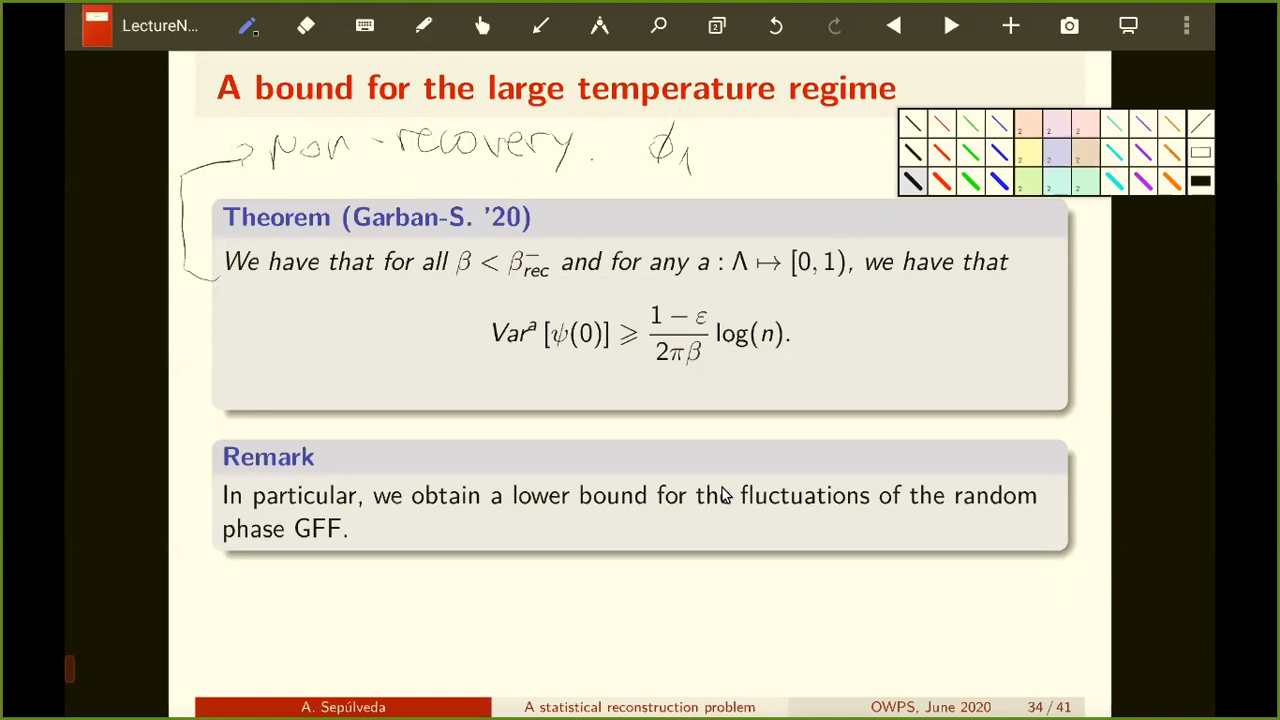 LectureN...
A bound for the large temperature regime
→ non-recovery. ϕ₁
Theorem (Garban-S. '20)
We have that for all β < β⁻_rec and for any a : Λ ↦ [0, 1), we have that
Varᵃ [ψ(0)] ⩾ (1 − ε)/(2πβ) log(n).
Remark
In particular, we obtain a lower bound for the fluctuations of the random
phase GFF.
A. Sepúlveda A statistical reconstruction problem OWPS, June 2020 34 / 41